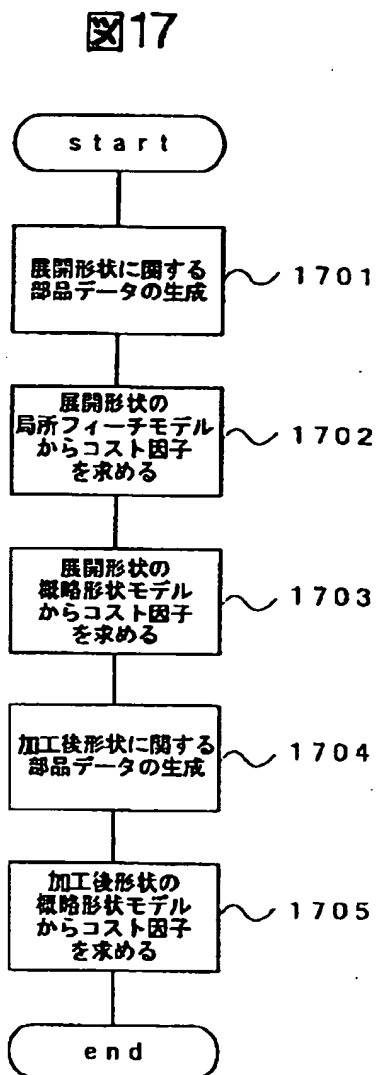 図17
start
展開形状に関する
部品データの生成
1701
展開形状の
局所フィーチモデル
からコスト因子
を求める
1702
展開形状の
概略形状モデル
からコスト因子
を求める
1703
加工後形状に関する
部品データの生成
1704
加工後形状の
概略形状モデル
からコスト因子
を求める
1705
end